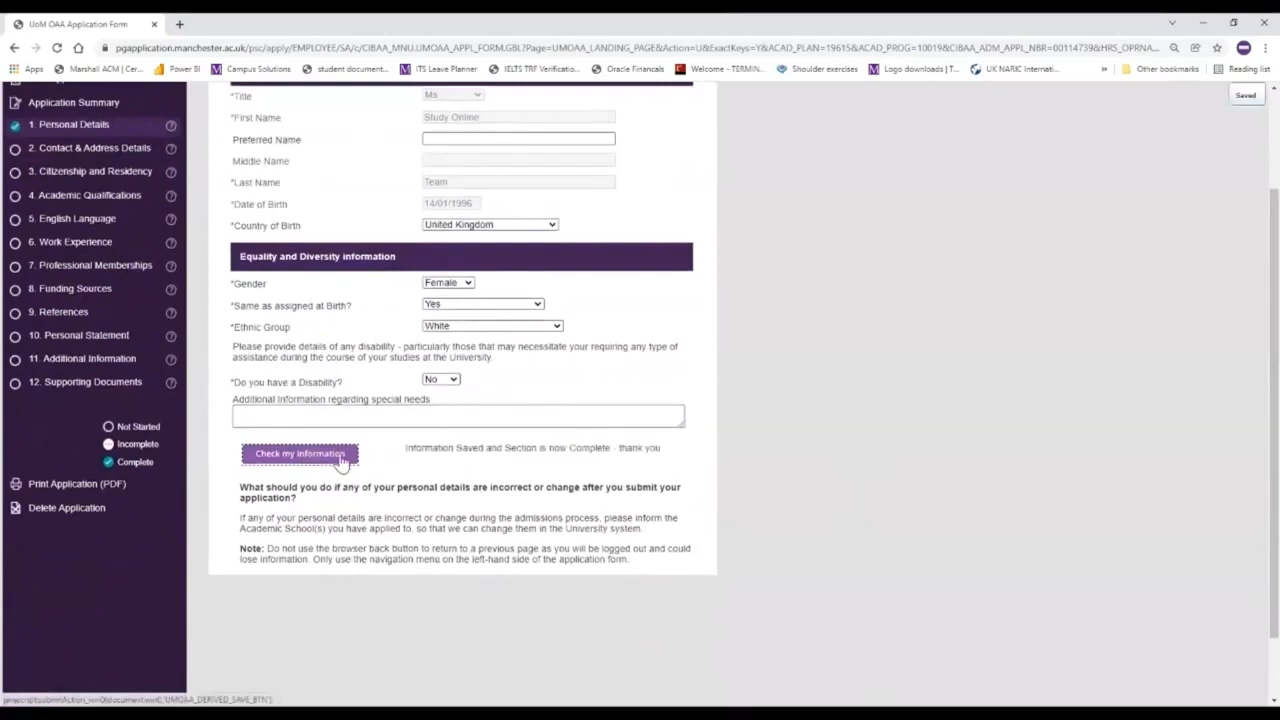 UoM OAA Application Form
pgapplication.manchester.ac.uk/psc/apply/EMPLOYEE/SA/c/CIBAA_MNU.UMOAA_APPL_FORM.GBL?Page=UMOAA_LANDING_PAGE&Action=U&ExactKeys=Y&ACAD_PLAN=19615&ACAD_PROG=10019&CIBAA_ADM_APPL_NBR=00114739&HRS_OPRNA...
Apps Marshall ACM | Cer... Power BI Campus Solutions student document... ITS Leave Planner IELTS TRF Verificatio... Oracle Financals Welcome - TERMIN... Shoulder exercises Logo downloads | T... UK NARIC Internati... » Other bookmarks Reading list
Saved
Application Summary
1. Personal Details
2. Contact & Address Details
3. Citizenship and Residency
4. Academic Qualifications
5. English Language
6. Work Experience
7. Professional Memberships
8. Funding Sources
9. References
10. Personal Statement
11. Additional Information
12. Supporting Documents
Not Started
Incomplete
Complete
Print Application (PDF)
Delete Application
*Title Ms
*First Name Study Online
Preferred Name
Middle Name
*Last Name Team
*Date of Birth 14/01/1996
*Country of Birth United Kingdom
Equality and Diversity information
*Gender Female
*Same as assigned at Birth? Yes
*Ethnic Group White
Please provide details of any disability - particularly those that may necessitate your requiring any type of
assistance during the course of your studies at the University.
*Do you have a Disability? No
Additional Information regarding special needs
Check my information Information Saved and Section is now Complete - thank you
What should you do if any of your personal details are incorrect or change after you submit your
application?
If any of your personal details are incorrect or change during the admissions process, please inform the
Academic School(s) you have applied to, so that we can change them in the University system.
Note: Do not use the browser back button to return to a previous page as you will be logged out and could
lose information. Only use the navigation menu on the left-hand side of the application form.